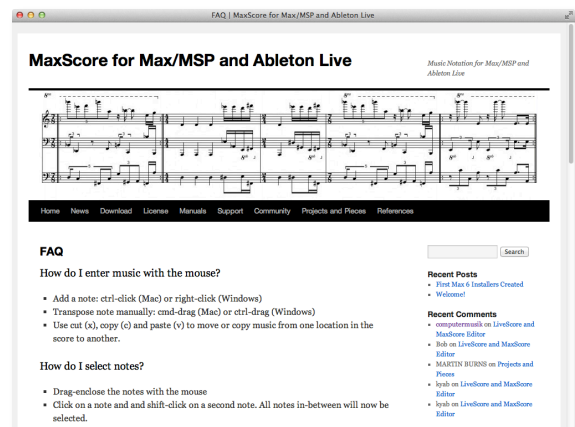 FAQ | MaxScore for Max/MSP and Ableton Live
MaxScore for Max/MSP and Ableton Live
Music Notation for Max/MSP and
Ableton Live
Home News Download License Manuals Support Community Projects and Pieces References
FAQ
How do I enter music with the mouse?
Add a note: ctrl-click (Mac) or right-click (Windows)
Transpose note manually: cmd-drag (Mac) or ctrl-drag (Windows)
Use cut (x), copy (c) and paste (v) to move or copy music from one location in the
score to another.
How do I select notes?
Drag-enclose the notes with the mouse
Click on a note and and shift-click on a second note. All notes in-between will now be
selected.
Search
Recent Posts
First Max 6 Installers Created
Welcome!
Recent Comments
computermusik on LiveScore and
MaxScore Editor
Bob on LiveScore and MaxScore
Editor
MARTIN BURNS on Projects and
Pieces
kyab on LiveScore and MaxScore
Editor
kyab on LiveScore and MaxScore
Editor